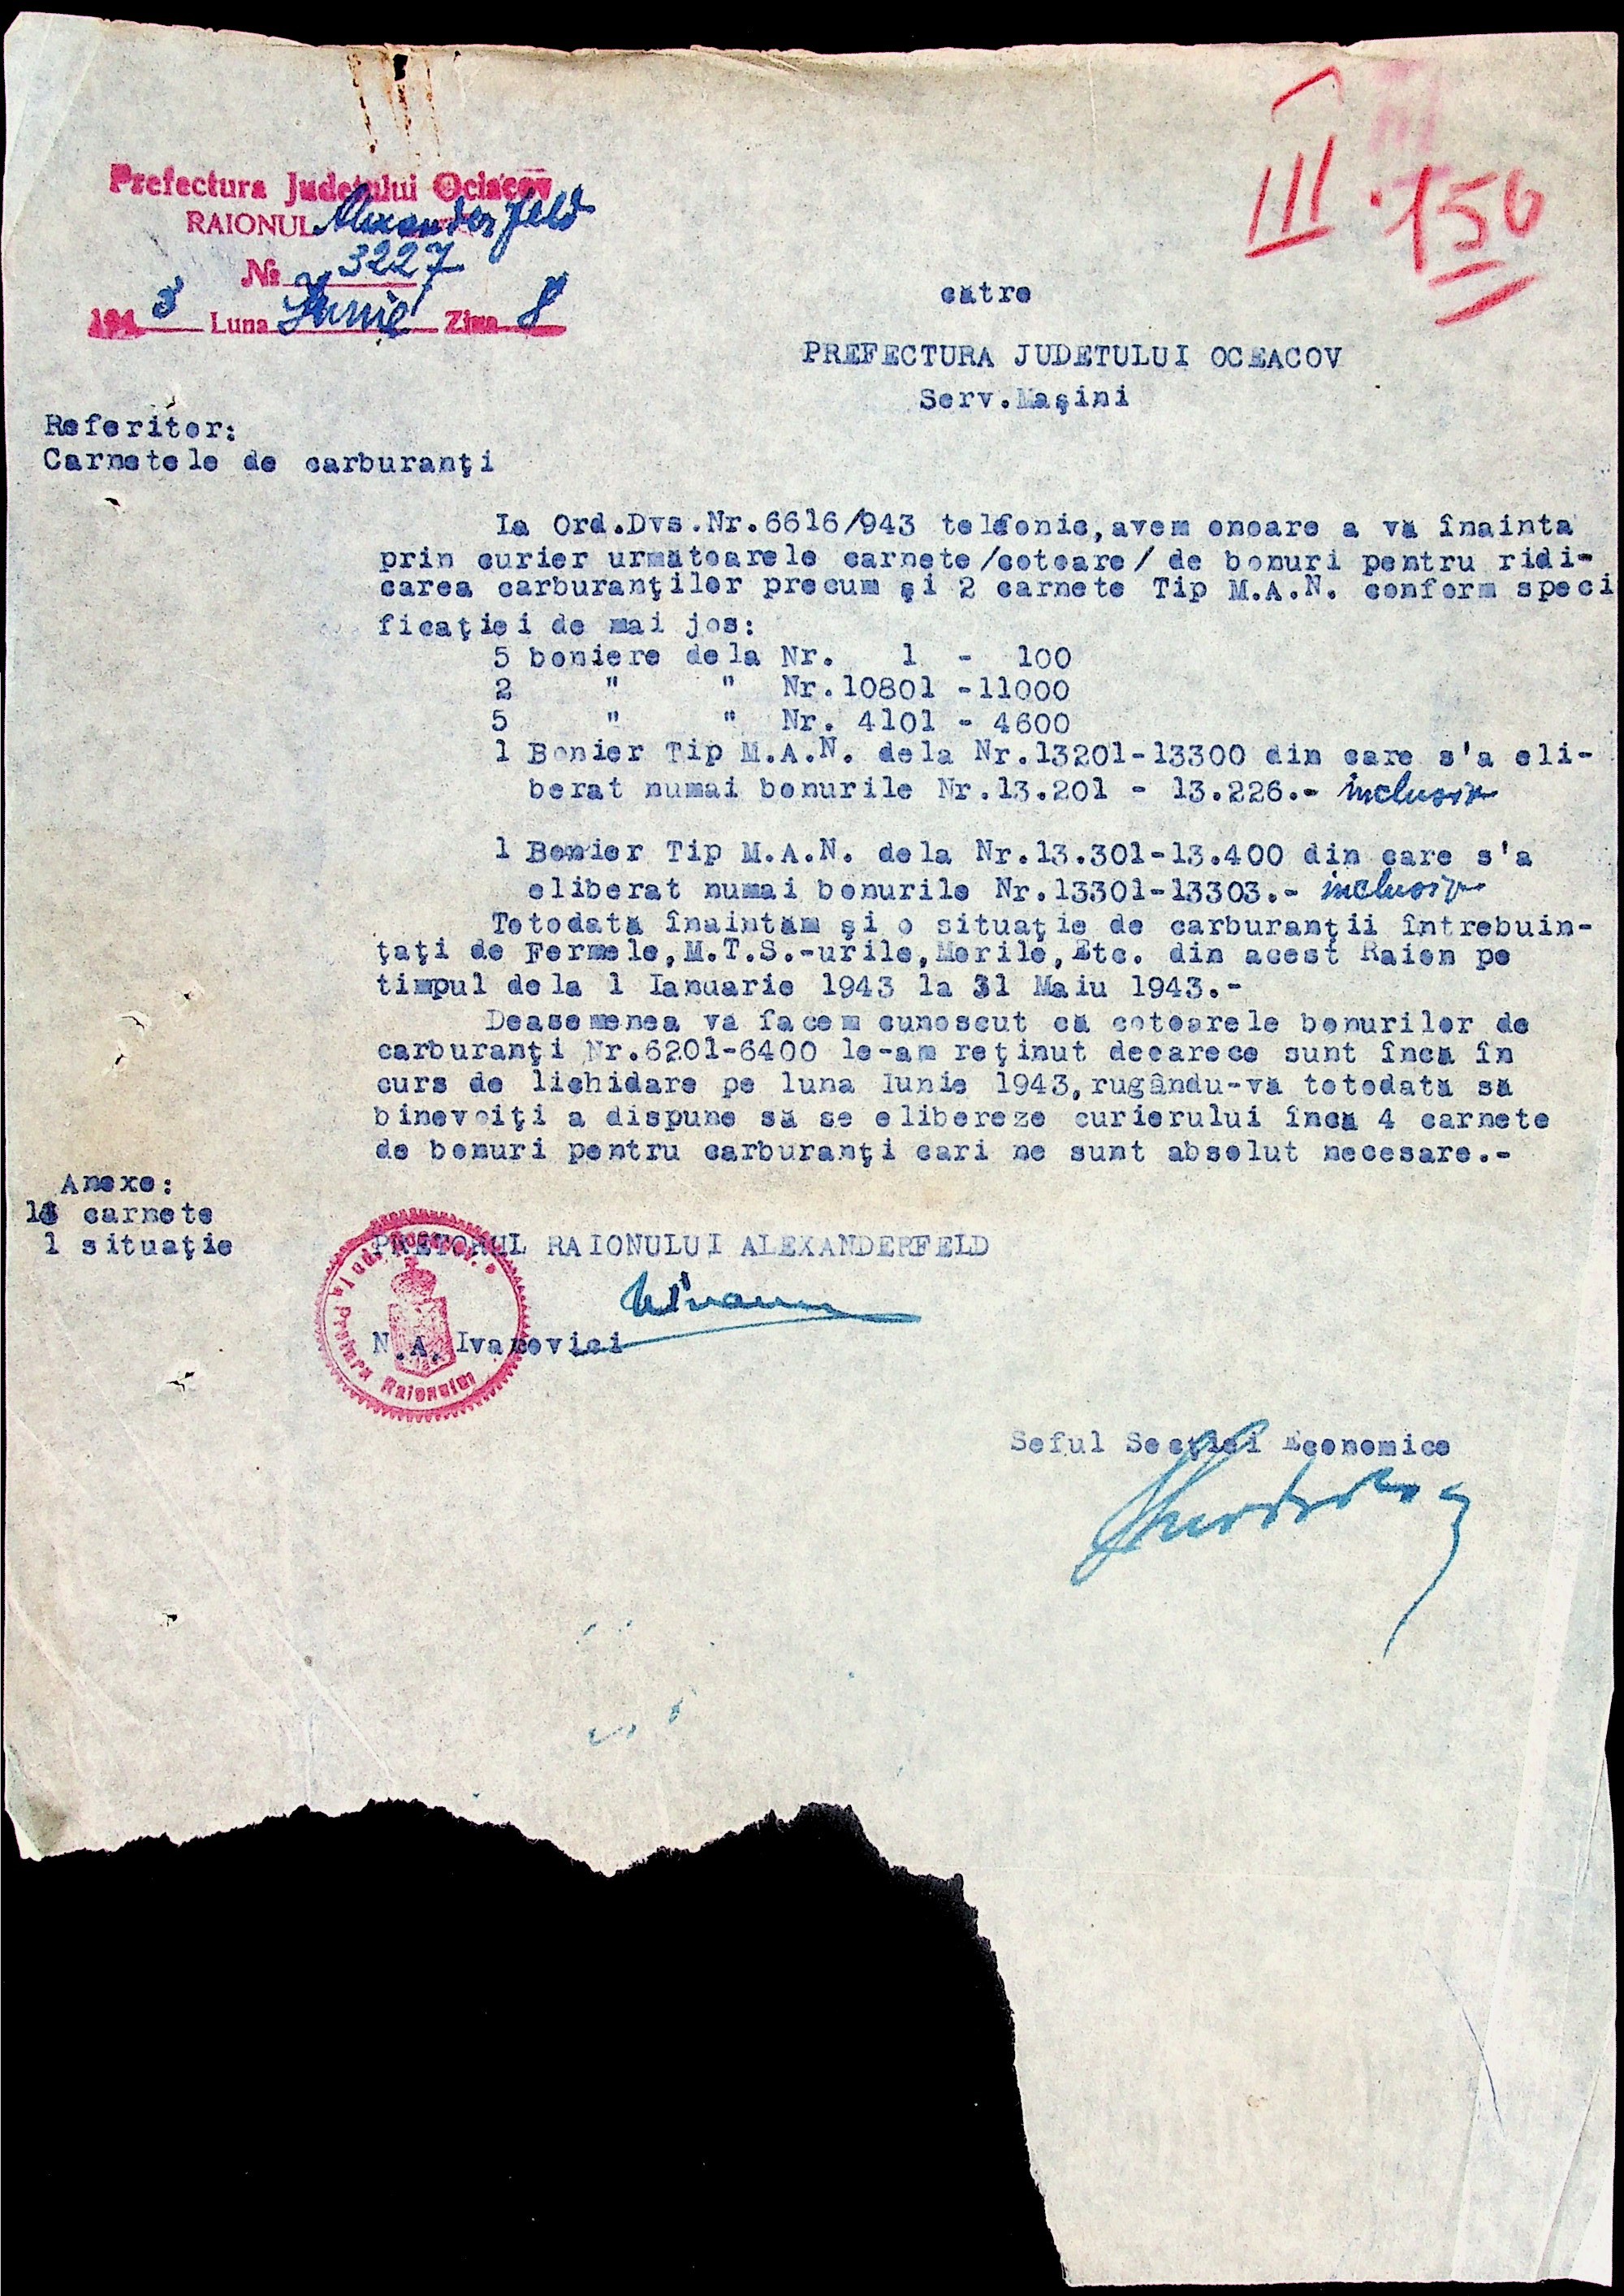 III. 156
Prefectura Judeţului Ociacov
RAIONUL Alexanderfeld
№ 3227
1943 Luna Junie Ziua 8
către
PREFECTURA JUDETULUI OCEACOV
Serv.Maşini
Referitor:
Carnetele de carburanţi
La Ord.Dvs.Nr.6616/943 telefonic,avem onoare a vă înainta
prin curier următoarele carnete/cotoare/ de bonuri pentru ridi-
carea carburanţilor precum şi 2 carnete Tip M.A.N. conform speci
ficaţiei de mai jos:
5 boniere dela Nr. 1 - 100
2 " " Nr.10801 -11000
5 " " Nr. 4101 - 4600
1 Bonier Tip M.A.N. dela Nr.13201-13300 din care s'a eli-
berat numai bonurile Nr.13.201 - 13.226.- inclusiv
1 Bonier Tip M.A.N. dela Nr.13.301-13.400 din care s'a
eliberat numai bonurile Nr.13301-13303.- inclusiv
Totodată înaintăm şi o situaţie de carburanţii întrebuin-
ţaţi de Fermele,M.T.S.-urile,Morile,Etc. din acest Raion pe
timpul dela 1 Ianuarie 1943 la 31 Maiu 1943.-
Deasemenea vă facem cunoscut că cotoarele bonurilor de
carburanţi Nr.6201-6400 le-am reţinut deoarece sunt încă în
curs de lichidare pe luna Iunie 1943,rugându-vă totodată să
binevoiţi a dispune să se elibereze curierului încă 4 carnete
de bonuri pentru carburanţi cari ne sunt absolut necesare.-
Anexe:
carnete
1 situaţie
PRETORUL RAIONULUI ALEXANDERFELD
N.A. Ivanovici
Pretura Raionului
Seful Secţiei Economice